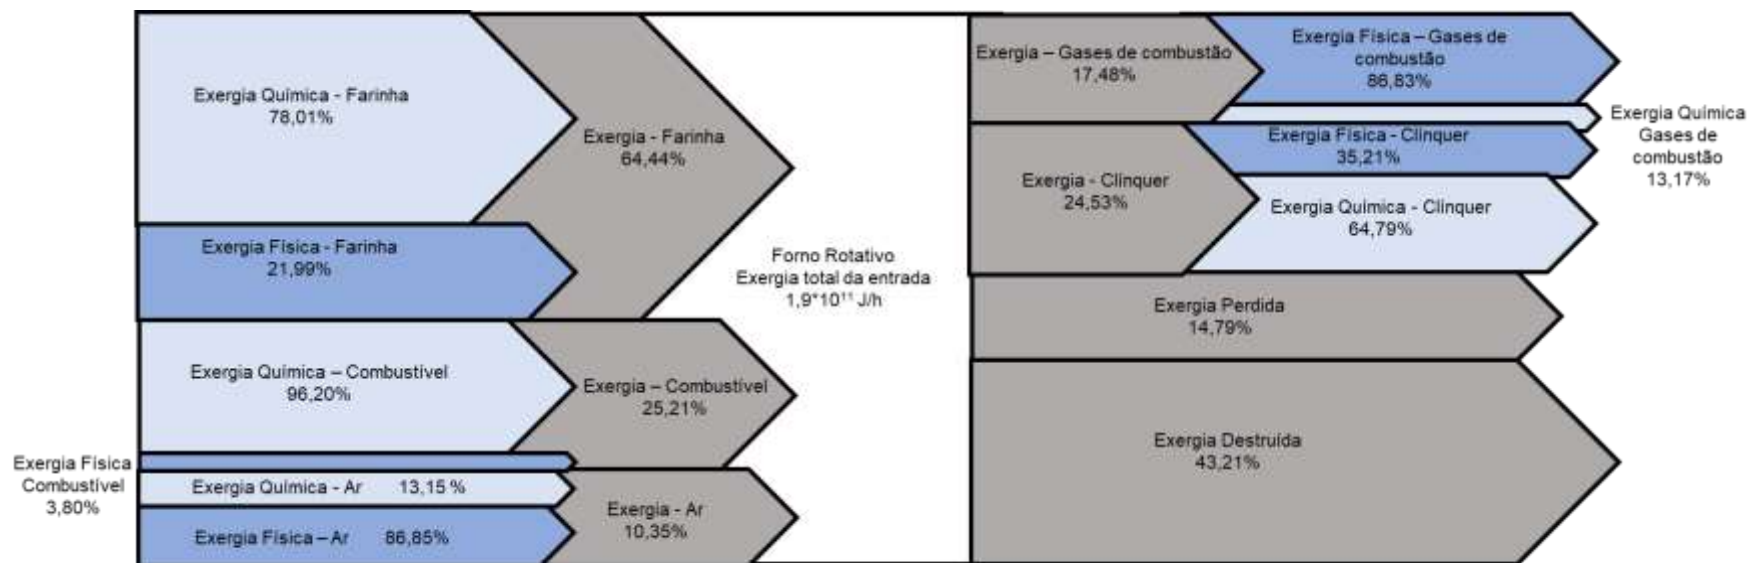 Exergia Química - Farinha
78,01%
Exergia - Farinha
64,44%
Exergia Física - Farinha
21,99%
Exergia Química – Combustível
96,20%
Exergia – Combustível
25,21%
Exergia Física
Combustível
3,80%
Exergia Química - Ar 13,15 %
Exergia Física – Ar 86,85%
Exergia - Ar
10,35%
Forno Rotativo
Exergia total da entrada
1,9*10¹¹ J/h
Exergia – Gases de combustão
17,48%
Exergia Física – Gases de
combustão
86,83%
Exergia Química
Gases de
combustão
13,17%
Exergia - Clínquer
24,53%
Exergia Física - Clínquer
35,21%
Exergia Química - Clínquer
64,79%
Exergia Perdida
14,79%
Exergia Destruída
43,21%